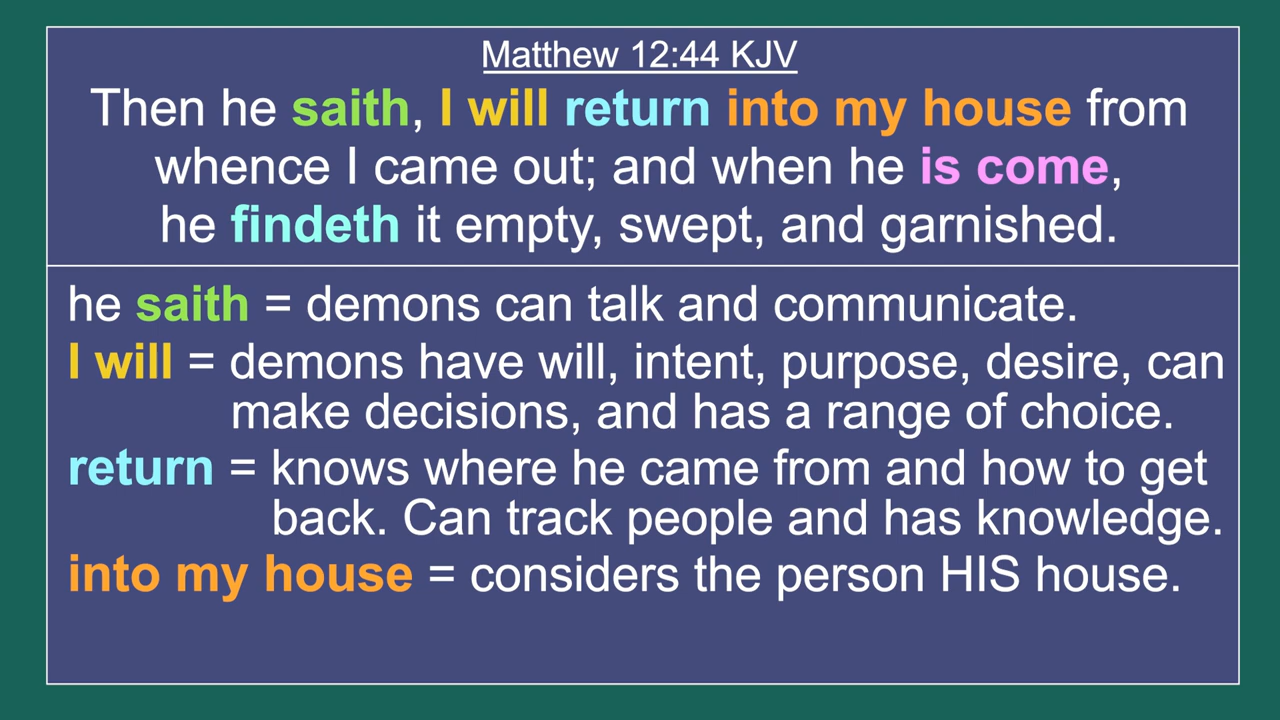 Matthew 12:44 KJV
Then he saith, I will return into my house from
whence I came out; and when he is come,
he findeth it empty, swept, and garnished.
he saith = demons can talk and communicate.
I will = demons have will, intent, purpose, desire, can
make decisions, and has a range of choice.
return = knows where he came from and how to get
back. Can track people and has knowledge.
into my house = considers the person HIS house.